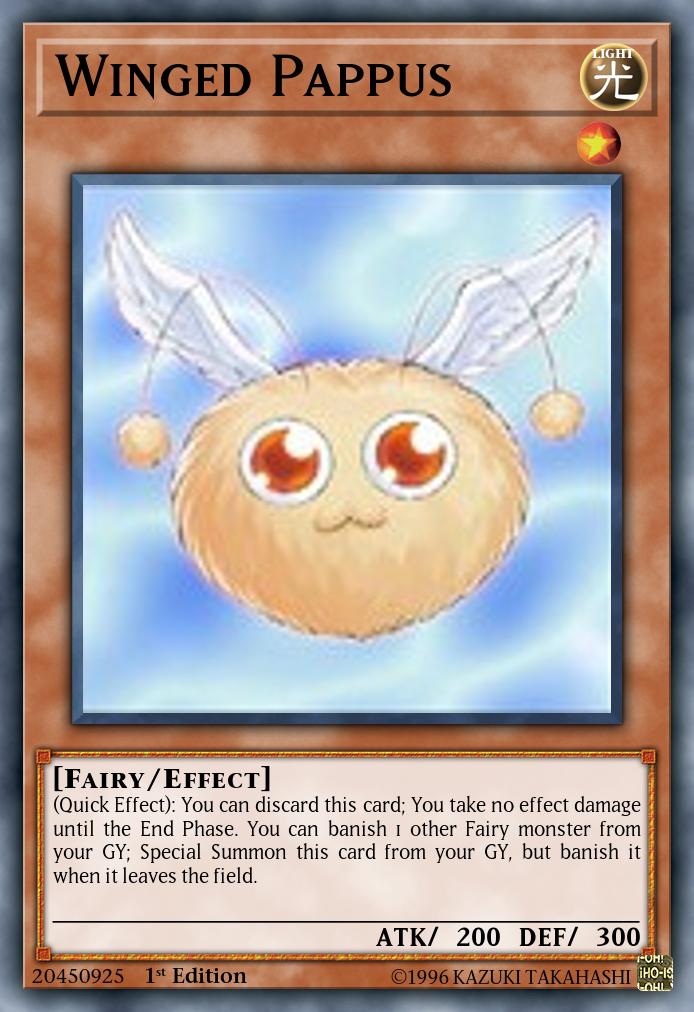 WINGED PAPPUS
LIGHT
光
[FAIRY/EFFECT]
(Quick Effect): You can discard this card; You take no effect damage
until the End Phase. You can banish 1 other Fairy monster from
your GY; Special Summon this card from your GY, but banish it
when it leaves the field.
ATK/ 200 DEF/ 300
20450925 1st Edition ©1996 KAZUKI TAKAHASHI